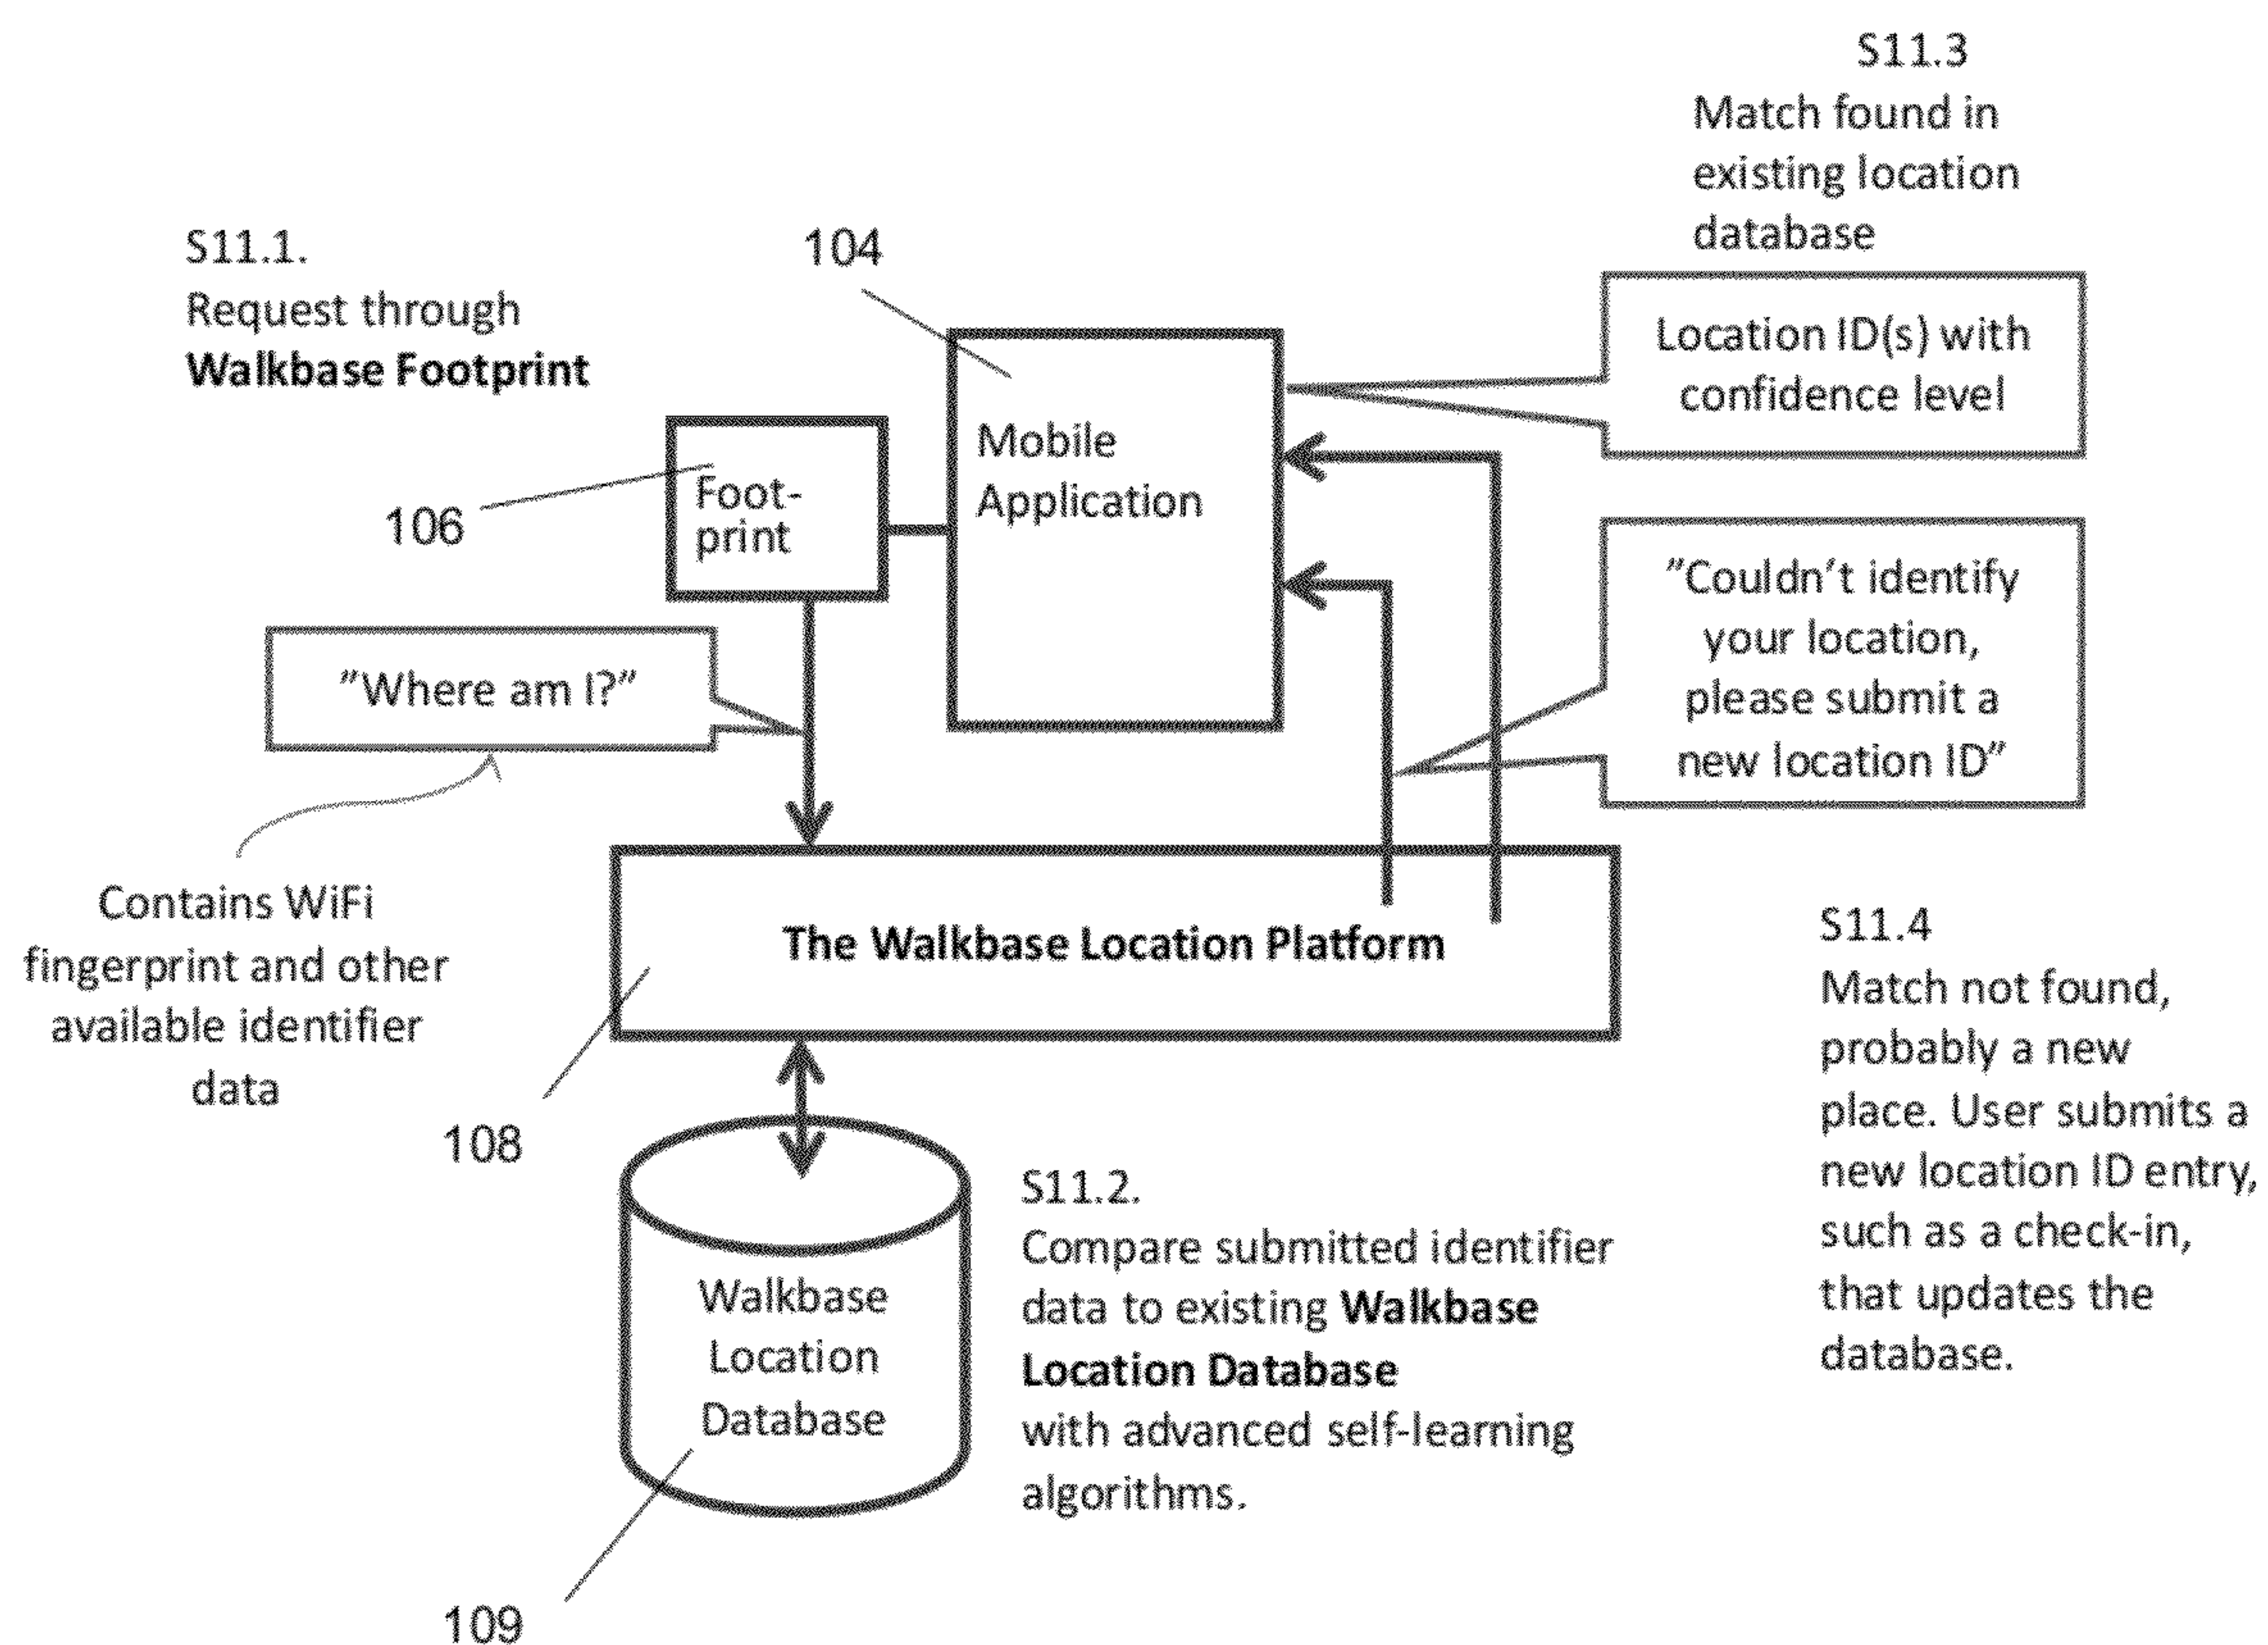 S11.3
Match found in
existing location
database
S11.1.
Request through
Walkbase Footprint
104
Location ID(s) with
confidence level
Mobile
Application
106
Foot-
print
"Couldn't identify
your location,
please submit a
new location ID"
"Where am I?"
Contains WiFi
fingerprint and other
available identifier
data
The Walkbase Location Platform
108
S11.4
Match not found,
probably a new
place. User submits a
new location ID entry,
such as a check-in,
that updates the
database.
S11.2.
Compare submitted identifier
data to existing Walkbase
Location Database
with advanced self-learning
algorithms.
Walkbase
Location
Database
109